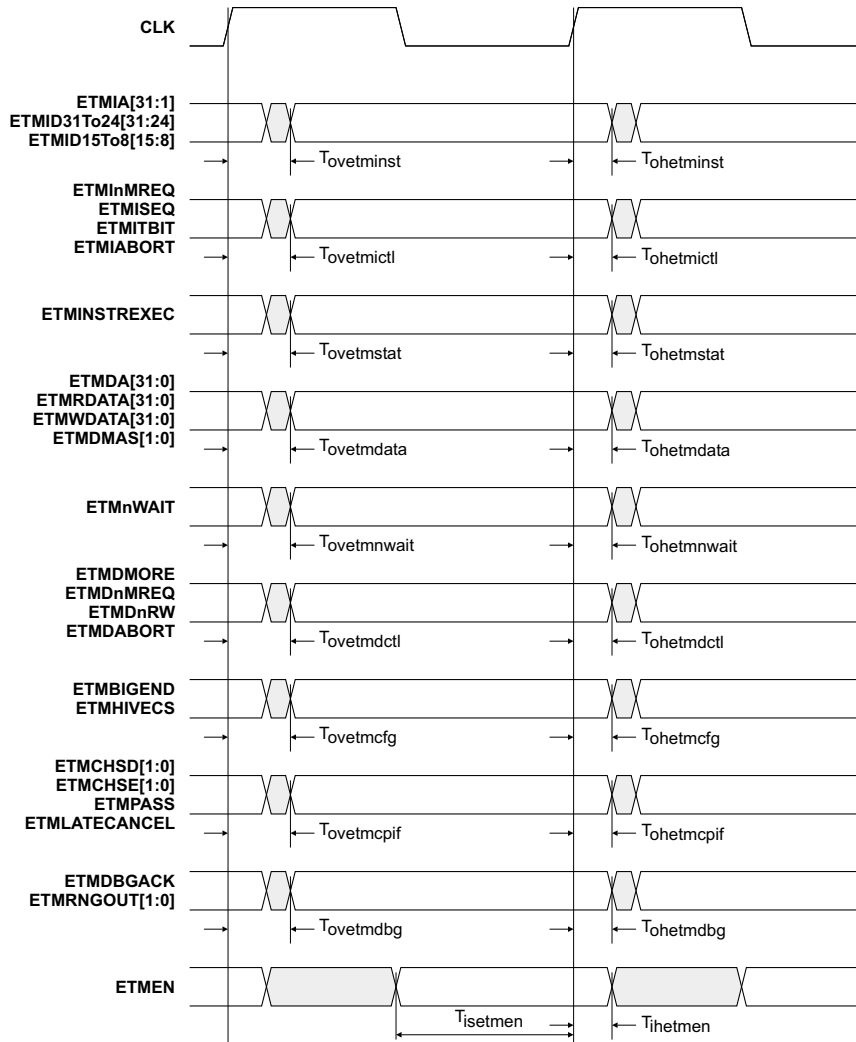 CLK
ETMIA[31:1]
ETMID31To24[31:24]
ETMID15To8[15:8]
Tovetminst
Tohetminst
ETMInMREQ
ETMISEQ
ETMITBIT
ETMIABORT
Tovetmictl
Tohetmictl
ETMINSTREXEC
Tovetmstat
Tohetmstat
ETMDA[31:0]
ETMRDATA[31:0]
ETMWDATA[31:0]
ETMDMAS[1:0]
Tovetmdata
Tohetmdata
ETMnWAIT
Tovetmnwait
Tohetmnwait
ETMDMORE
ETMDnMREQ
ETMDnRW
ETMDABORT
Tovetmdctl
Tohetmdctl
ETMBIGEND
ETMHIVECS
Tovetmcfg
Tohetmcfg
ETMCHSD[1:0]
ETMCHSE[1:0]
ETMPASS
ETMLATECANCEL
Tovetmcpif
Tohetmcpif
ETMDBGACK
ETMRNGOUT[1:0]
Tovetmdbg
Tohetmdbg
ETMEN
Tisetmen
Tihetmen